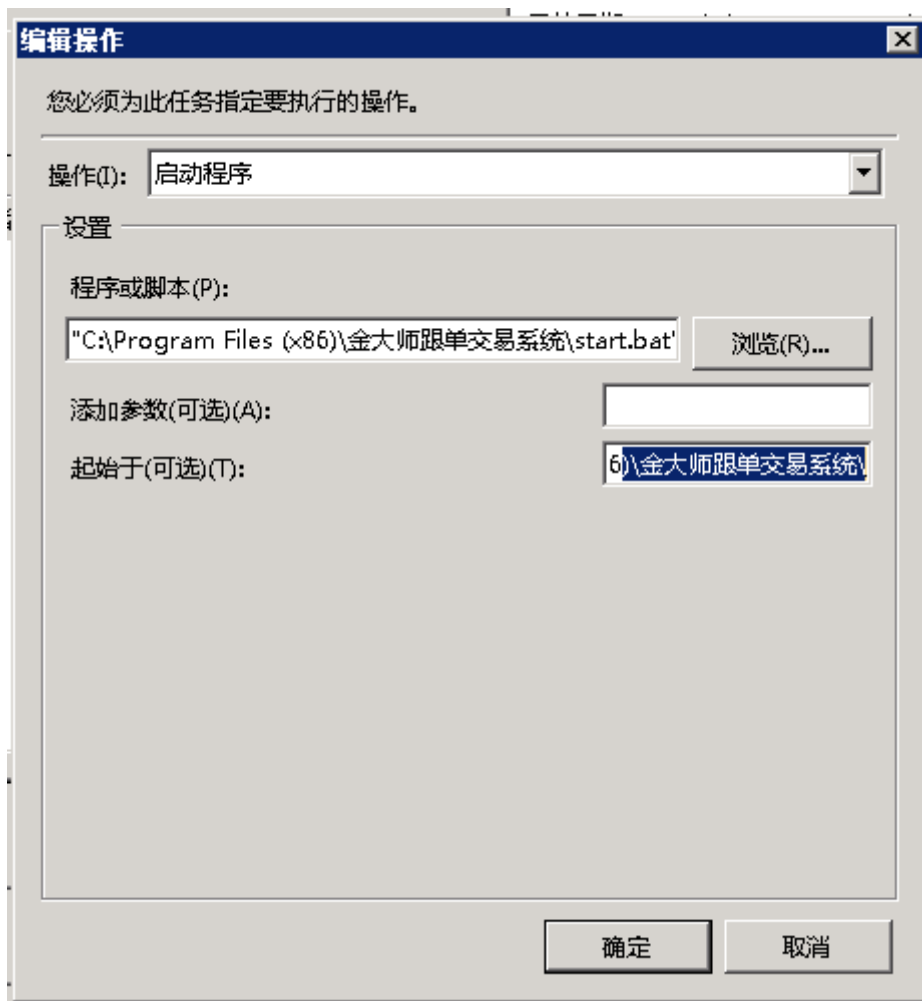 编辑操作
您必须为此任务指定要执行的操作。
操作(I): 启动程序
设置
程序或脚本(P):
"C:\Program Files (x86)\金大师跟单交易系统\start.bat" 浏览(R)...
添加参数(可选)(A):
起始于(可选)(T): 6)\金大师跟单交易系统\
确定 取消